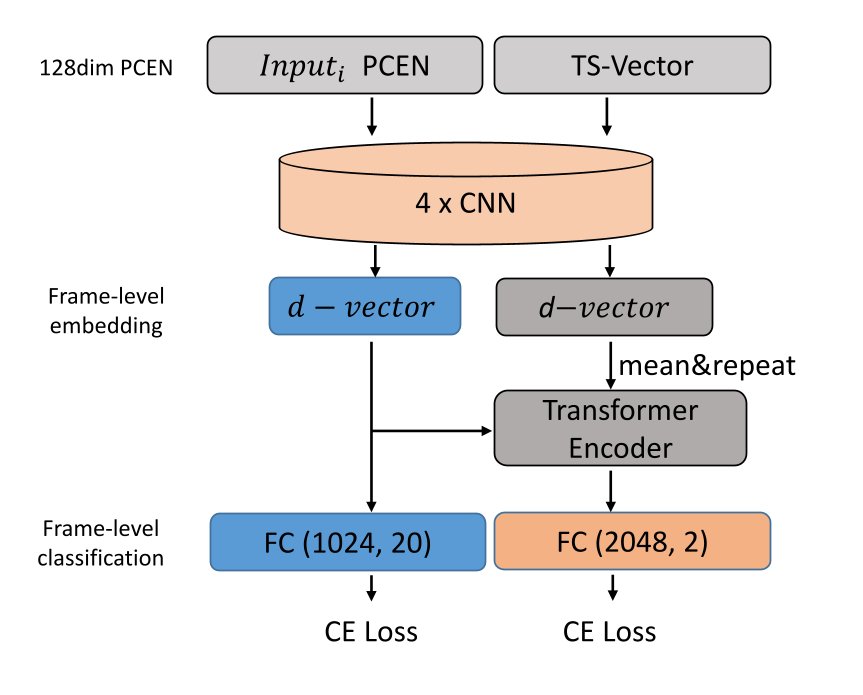 128dim PCEN
Input_i PCEN
TS-Vector
4 x CNN
Frame-level
embedding
d − vector
d−vector
mean&repeat
Transformer
Encoder
Frame-level
classification
FC (1024, 20)
FC (2048, 2)
CE Loss
CE Loss